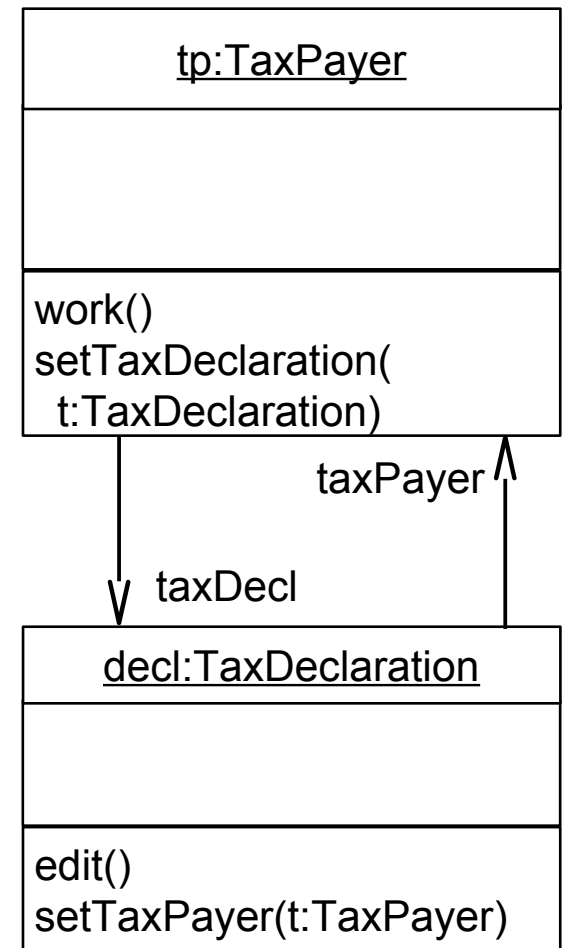 tp:TaxPayer
work()
setTaxDeclaration(
t:TaxDeclaration)
taxPayer
taxDecl
decl:TaxDeclaration
edit()
setTaxPayer(t:TaxPayer)